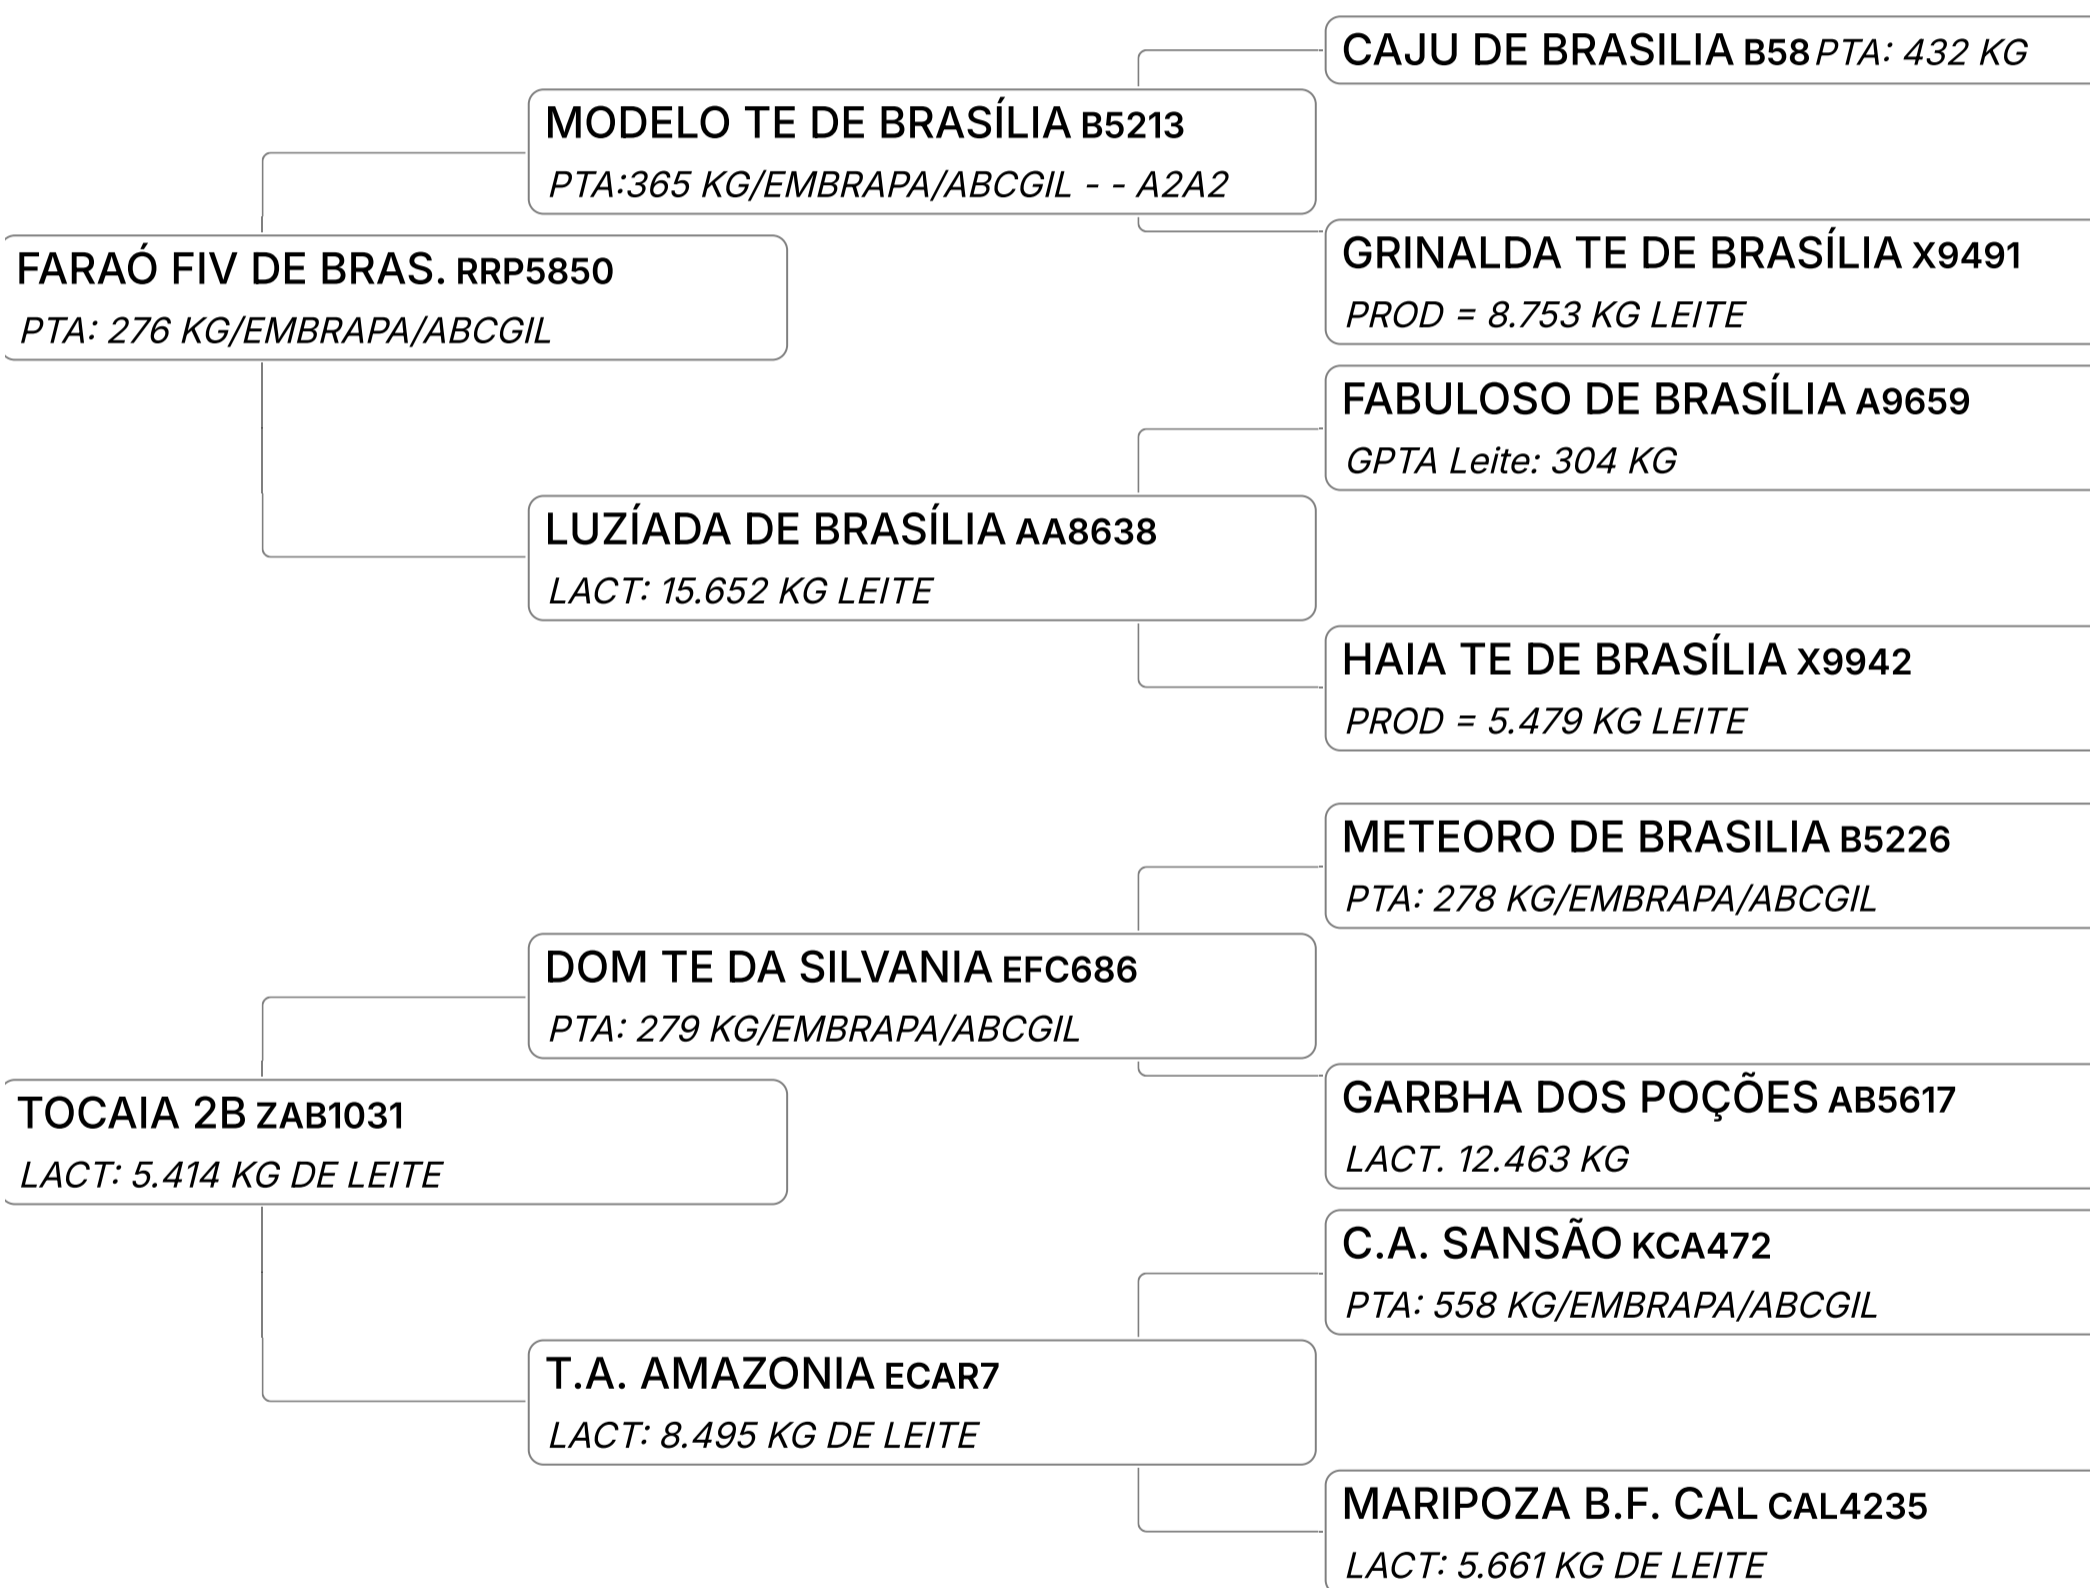 CAJU DE BRASILIA B58 PTA: 432 KG
MODELO TE DE BRASÍLIA B5213
PTA:365 KG/EMBRAPA/ABCGIL - - A2A2
GRINALDA TE DE BRASÍLIA X9491
PROD = 8.753 KG LEITE
FARAÓ FIV DE BRAS. RRP5850
PTA: 276 KG/EMBRAPA/ABCGIL
FABULOSO DE BRASÍLIA A9659
GPTA Leite: 304 KG
LUZÍADA DE BRASÍLIA AA8638
LACT: 15.652 KG LEITE
HAIA TE DE BRASÍLIA X9942
PROD = 5.479 KG LEITE
METEORO DE BRASILIA B5226
PTA: 278 KG/EMBRAPA/ABCGIL
DOM TE DA SILVANIA EFC686
PTA: 279 KG/EMBRAPA/ABCGIL
GARBHA DOS POÇÕES AB5617
LACT. 12.463 KG
TOCAIA 2B ZAB1031
LACT: 5.414 KG DE LEITE
C.A. SANSÃO KCA472
PTA: 558 KG/EMBRAPA/ABCGIL
T.A. AMAZONIA ECAR7
LACT: 8.495 KG DE LEITE
MARIPOZA B.F. CAL CAL4235
LACT: 5.661 KG DE LEITE